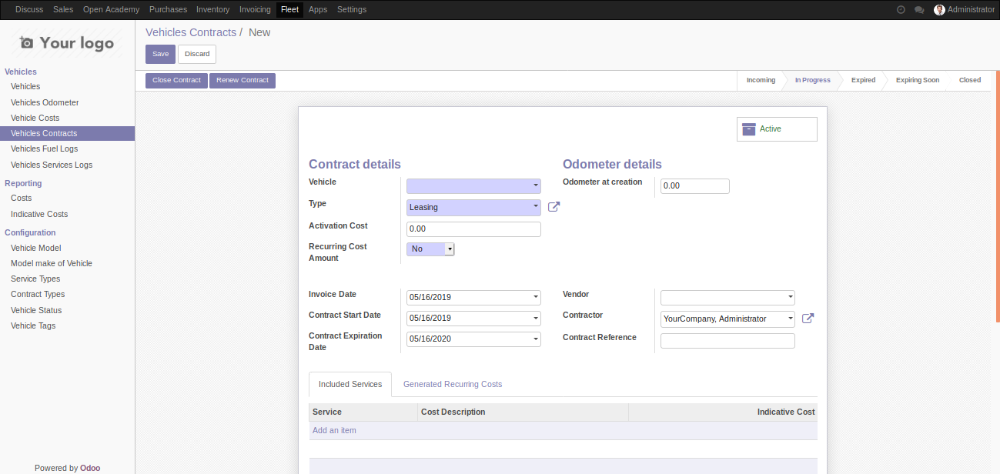 Discuss Sales Open Academy Purchases Inventory Invoicing Fleet Apps Settings Administrator
Your logo
Vehicles
Vehicles
Vehicles Odometer
Vehicle Costs
Vehicles Contracts
Vehicles Fuel Logs
Vehicles Services Logs
Reporting
Costs
Indicative Costs
Configuration
Vehicle Model
Model make of Vehicle
Service Types
Contract Types
Vehicle Status
Vehicle Tags
Powered by Odoo
Vehicles Contracts / New
Save Discard
Close Contract Renew Contract Incoming In Progress Expired Expiring Soon Closed
Active
Contract details
Vehicle
Type Leasing
Activation Cost 0.00
Recurring Cost
Amount
No
Odometer details
Odometer at creation 0.00
Invoice Date 05/16/2019
Contract Start Date 05/16/2019
Contract Expiration
Date
05/16/2020
Vendor
Contractor YourCompany, Administrator
Contract Reference
Included Services Generated Recurring Costs
Service Cost Description Indicative Cost
Add an item